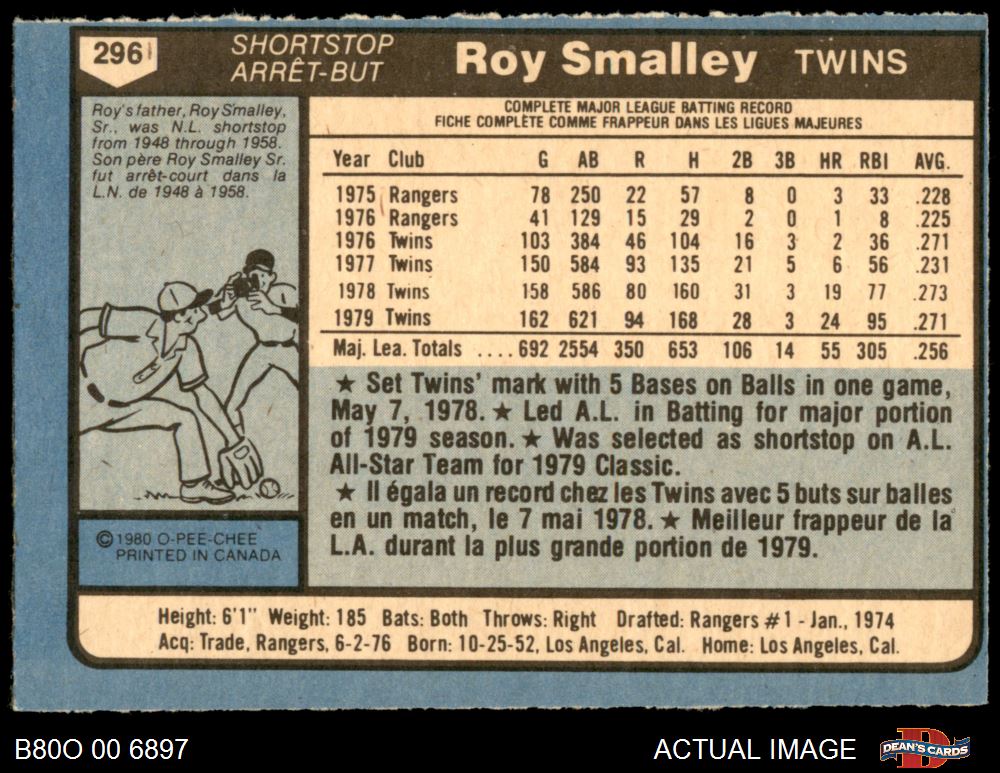 296
SHORTSTOP
ARRÊT-BUT
Roy Smalley TWINS
Roy's father, Roy Smalley,
Sr., was N.L. shortstop
from 1948 through 1958.
Son père Roy Smalley Sr.
fut arrêt-court dans la
L.N. de 1948 à 1958.
© 1980 O-PEE-CHEE
PRINTED IN CANADA
COMPLETE MAJOR LEAGUE BATTING RECORD
FICHE COMPLÈTE COMME FRAPPEUR DANS LES LIGUES MAJEURES
Year Club G AB R H 2B 3B HR RBI AVG.
1975 Rangers 78 250 22 57 8 0 3 33 .228
1976 Rangers 41 129 15 29 2 0 1 8 .225
1976 Twins 103 384 46 104 16 3 2 36 .271
1977 Twins 150 584 93 135 21 5 6 56 .231
1978 Twins 158 586 80 160 31 3 19 77 .273
1979 Twins 162 621 94 168 28 3 24 95 .271
Maj. Lea. Totals ....692 2554 350 653 106 14 55 305 .256
★ Set Twins' mark with 5 Bases on Balls in one game,
May 7, 1978. ★ Led A.L. in Batting for major portion
of 1979 season. ★ Was selected as shortstop on A.L.
All-Star Team for 1979 Classic.
★ Il égala un record chez les Twins avec 5 buts sur balles
en un match, le 7 mai 1978. ★ Meilleur frappeur de la
L.A. durant la plus grande portion de 1979.
Height: 6'1" Weight: 185 Bats: Both Throws: Right Drafted: Rangers #1 - Jan., 1974
Acq: Trade, Rangers, 6-2-76 Born: 10-25-52, Los Angeles, Cal. Home: Los Angeles, Cal.
B80O 00 6897
ACTUAL IMAGE
DEAN'S CARDS